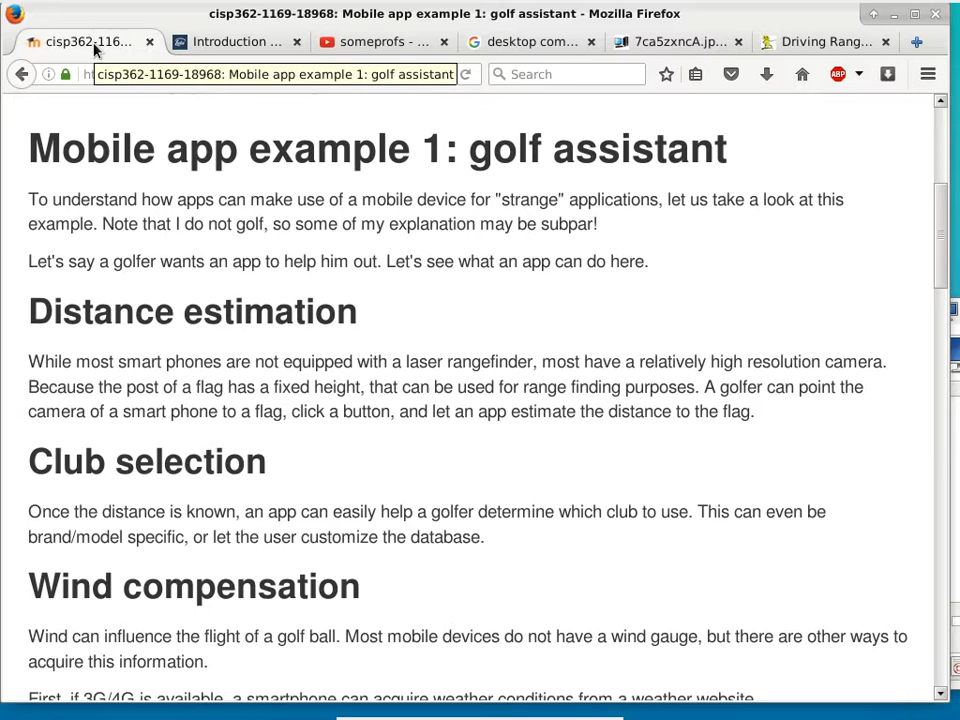 cisp362-1169-18968: Mobile app example 1: golf assistant - Mozilla Firefox
cisp362-116... Introduction ... someprofs - ... desktop com... 7ca5zxncA.jp... Driving Rang...
cisp362-1169-18968: Mobile app example 1: golf assistant Search ABP
Mobile app example 1: golf assistant
To understand how apps can make use of a mobile device for "strange" applications, let us take a look at this
example. Note that I do not golf, so some of my explanation may be subpar!
Let's say a golfer wants an app to help him out. Let's see what an app can do here.
Distance estimation
While most smart phones are not equipped with a laser rangefinder, most have a relatively high resolution camera.
Because the post of a flag has a fixed height, that can be used for range finding purposes. A golfer can point the
camera of a smart phone to a flag, click a button, and let an app estimate the distance to the flag.
Club selection
Once the distance is known, an app can easily help a golfer determine which club to use. This can even be
brand/model specific, or let the user customize the database.
Wind compensation
Wind can influence the flight of a golf ball. Most mobile devices do not have a wind gauge, but there are other ways to
acquire this information.
First, if 3G/4G is available, a smartphone can acquire weather conditions from a weather website.